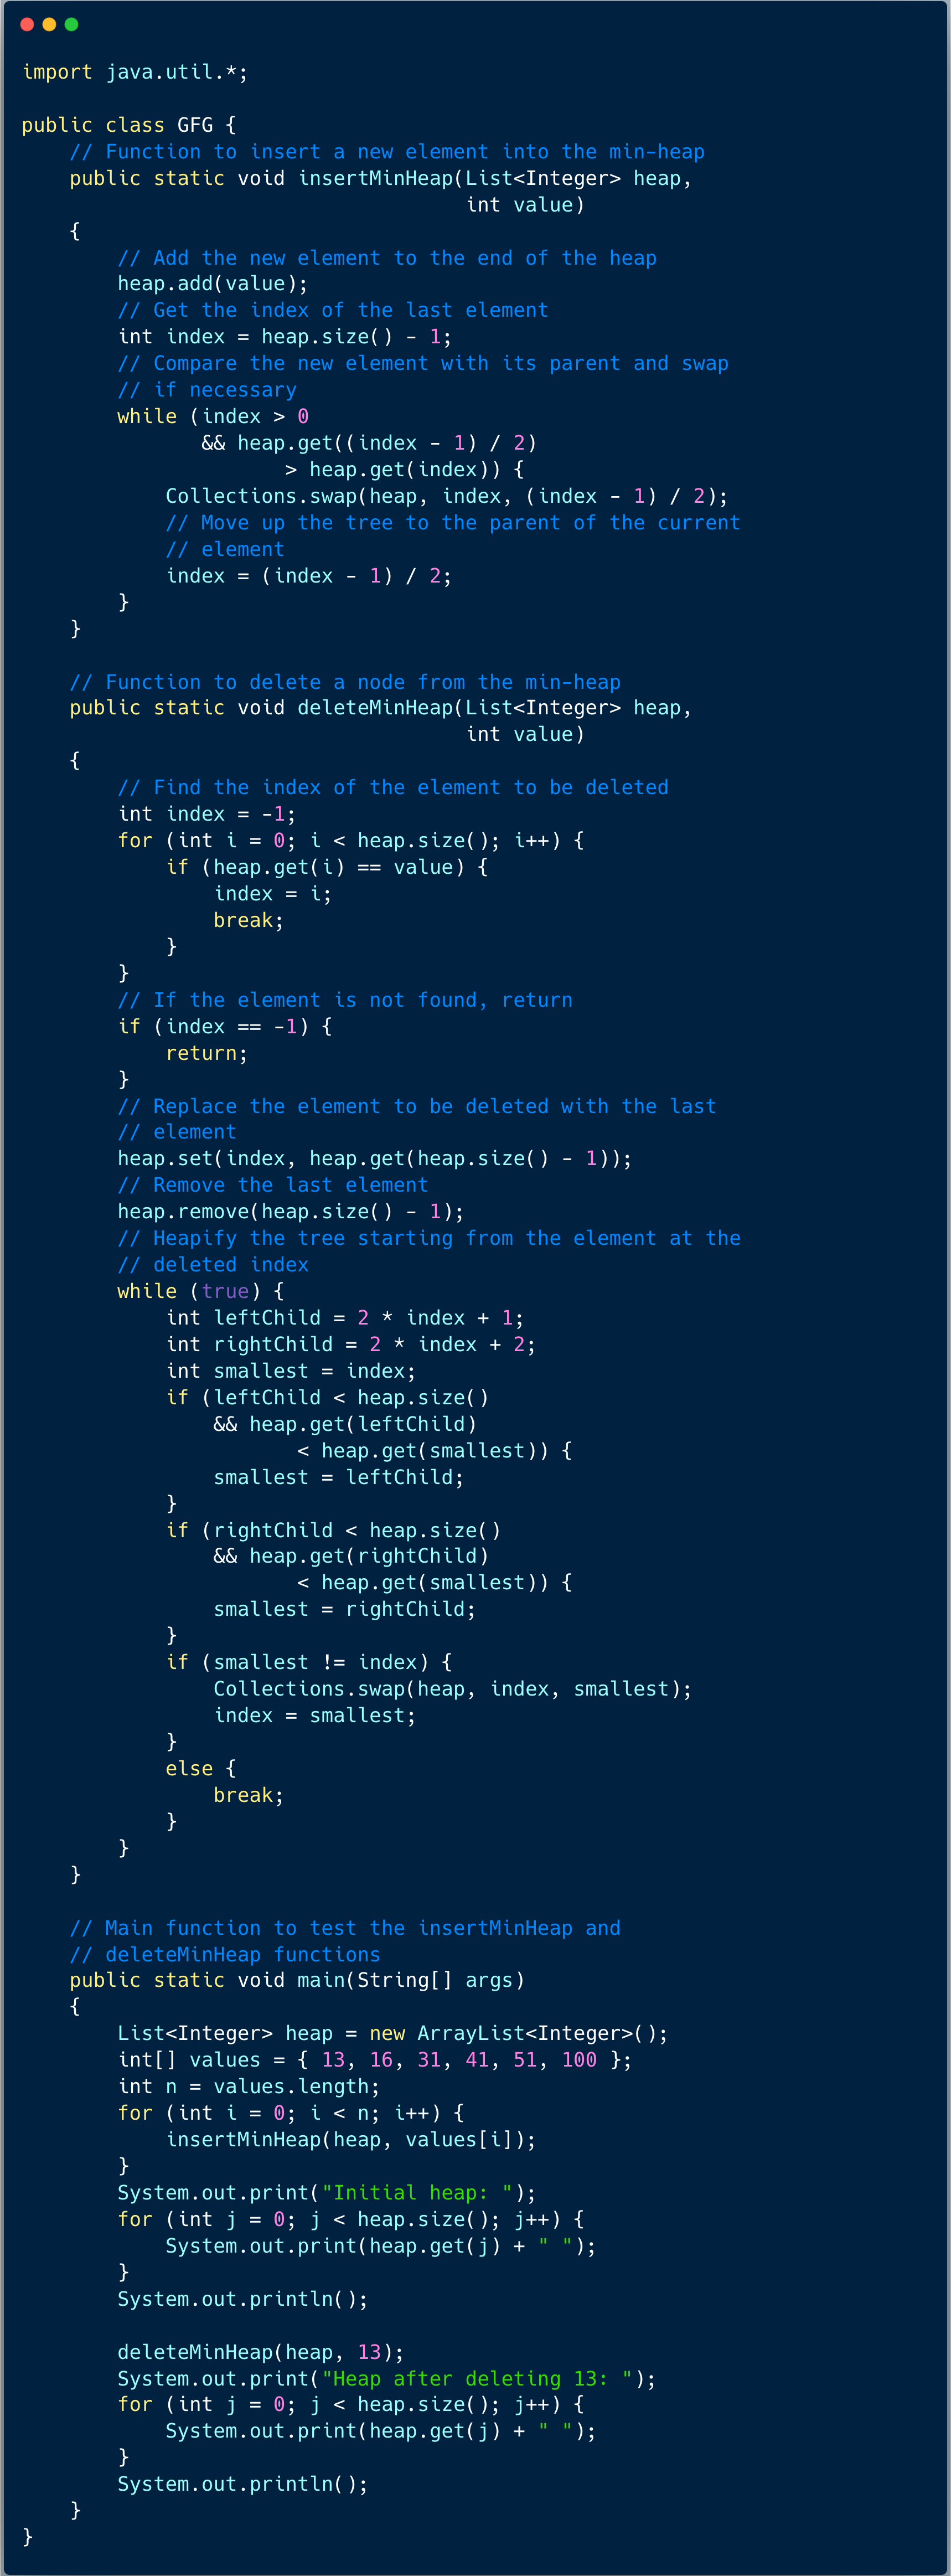 import java.util.*;

public class GFG {
    // Function to insert a new element into the min-heap
    public static void insertMinHeap(List<Integer> heap,
                                     int value)
    {
        // Add the new element to the end of the heap
        heap.add(value);
        // Get the index of the last element
        int index = heap.size() - 1;
        // Compare the new element with its parent and swap
        // if necessary
        while (index > 0
               && heap.get((index - 1) / 2)
                      > heap.get(index)) {
            Collections.swap(heap, index, (index - 1) / 2);
            // Move up the tree to the parent of the current
            // element
            index = (index - 1) / 2;
        }
    }

    // Function to delete a node from the min-heap
    public static void deleteMinHeap(List<Integer> heap,
                                     int value)
    {
        // Find the index of the element to be deleted
        int index = -1;
        for (int i = 0; i < heap.size(); i++) {
            if (heap.get(i) == value) {
                index = i;
                break;
            }
        }
        // If the element is not found, return
        if (index == -1) {
            return;
        }
        // Replace the element to be deleted with the last
        // element
        heap.set(index, heap.get(heap.size() - 1));
        // Remove the last element
        heap.remove(heap.size() - 1);
        // Heapify the tree starting from the element at the
        // deleted index
        while (true) {
            int leftChild = 2 * index + 1;
            int rightChild = 2 * index + 2;
            int smallest = index;
            if (leftChild < heap.size()
                && heap.get(leftChild)
                       < heap.get(smallest)) {
                smallest = leftChild;
            }
            if (rightChild < heap.size()
                && heap.get(rightChild)
                       < heap.get(smallest)) {
                smallest = rightChild;
            }
            if (smallest != index) {
                Collections.swap(heap, index, smallest);
                index = smallest;
            }
            else {
                break;
            }
        }
    }

    // Main function to test the insertMinHeap and
    // deleteMinHeap functions
    public static void main(String[] args)
    {
        List<Integer> heap = new ArrayList<Integer>();
        int[] values = { 13, 16, 31, 41, 51, 100 };
        int n = values.length;
        for (int i = 0; i < n; i++) {
            insertMinHeap(heap, values[i]);
        }
        System.out.print("Initial heap: ");
        for (int j = 0; j < heap.size(); j++) {
            System.out.print(heap.get(j) + " ");
        }
        System.out.println();

        deleteMinHeap(heap, 13);
        System.out.print("Heap after deleting 13: ");
        for (int j = 0; j < heap.size(); j++) {
            System.out.print(heap.get(j) + " ");
        }
        System.out.println();
    }
}